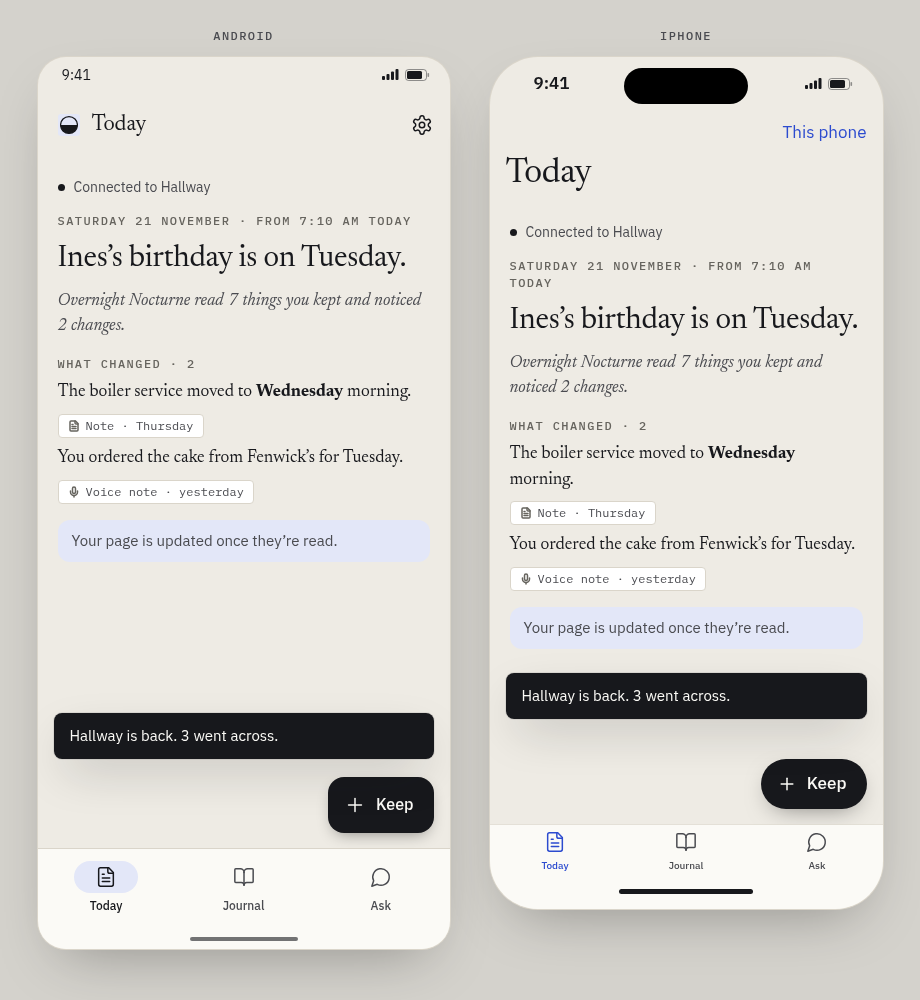 ANDROID
9:41
Today
Connected to Hallway
SATURDAY 21 NOVEMBER · FROM 7:10 AM TODAY
Ines’s birthday is on Tuesday.
Overnight Nocturne read 7 things you kept and noticed
2 changes.
WHAT CHANGED · 2
The boiler service moved to Wednesday morning.
Note · Thursday
You ordered the cake from Fenwick’s for Tuesday.
Voice note · yesterday
Your page is updated once they’re read.
Hallway is back. 3 went across.
Keep
Today
Journal
Ask
IPHONE
9:41
This phone
Today
Connected to Hallway
SATURDAY 21 NOVEMBER · FROM 7:10 AM
TODAY
Ines’s birthday is on Tuesday.
Overnight Nocturne read 7 things you kept and
noticed 2 changes.
WHAT CHANGED · 2
The boiler service moved to Wednesday
morning.
Note · Thursday
You ordered the cake from Fenwick’s for Tuesday.
Voice note · yesterday
Your page is updated once they’re read.
Hallway is back. 3 went across.
Keep
Today
Journal
Ask